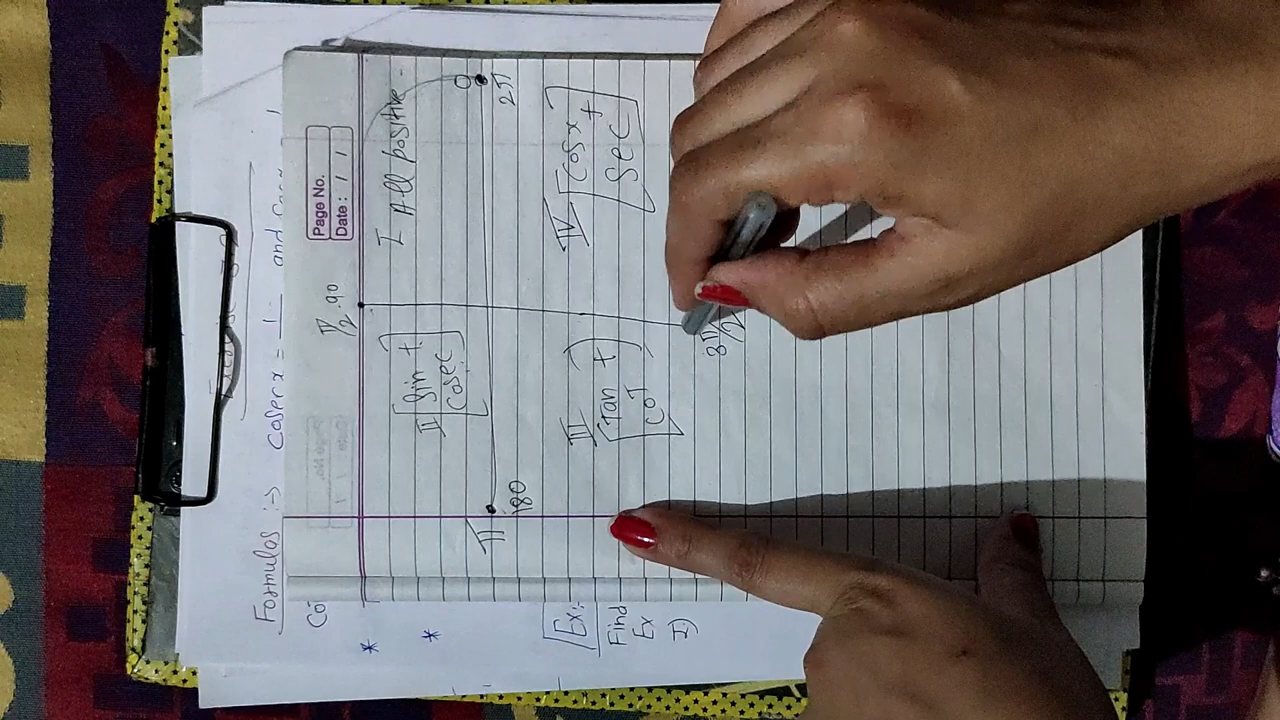 Formulas :->
Cosec x = 1 and
Page No.
Date: / /
π/2 . 90
I All positive
II [Sin +
Cosec]
π
180
0
2π
III
[Tan +
Cot]
IV [Cosx +
Sec]
3π/2
*
*
Ex:
Find
Ex
I)